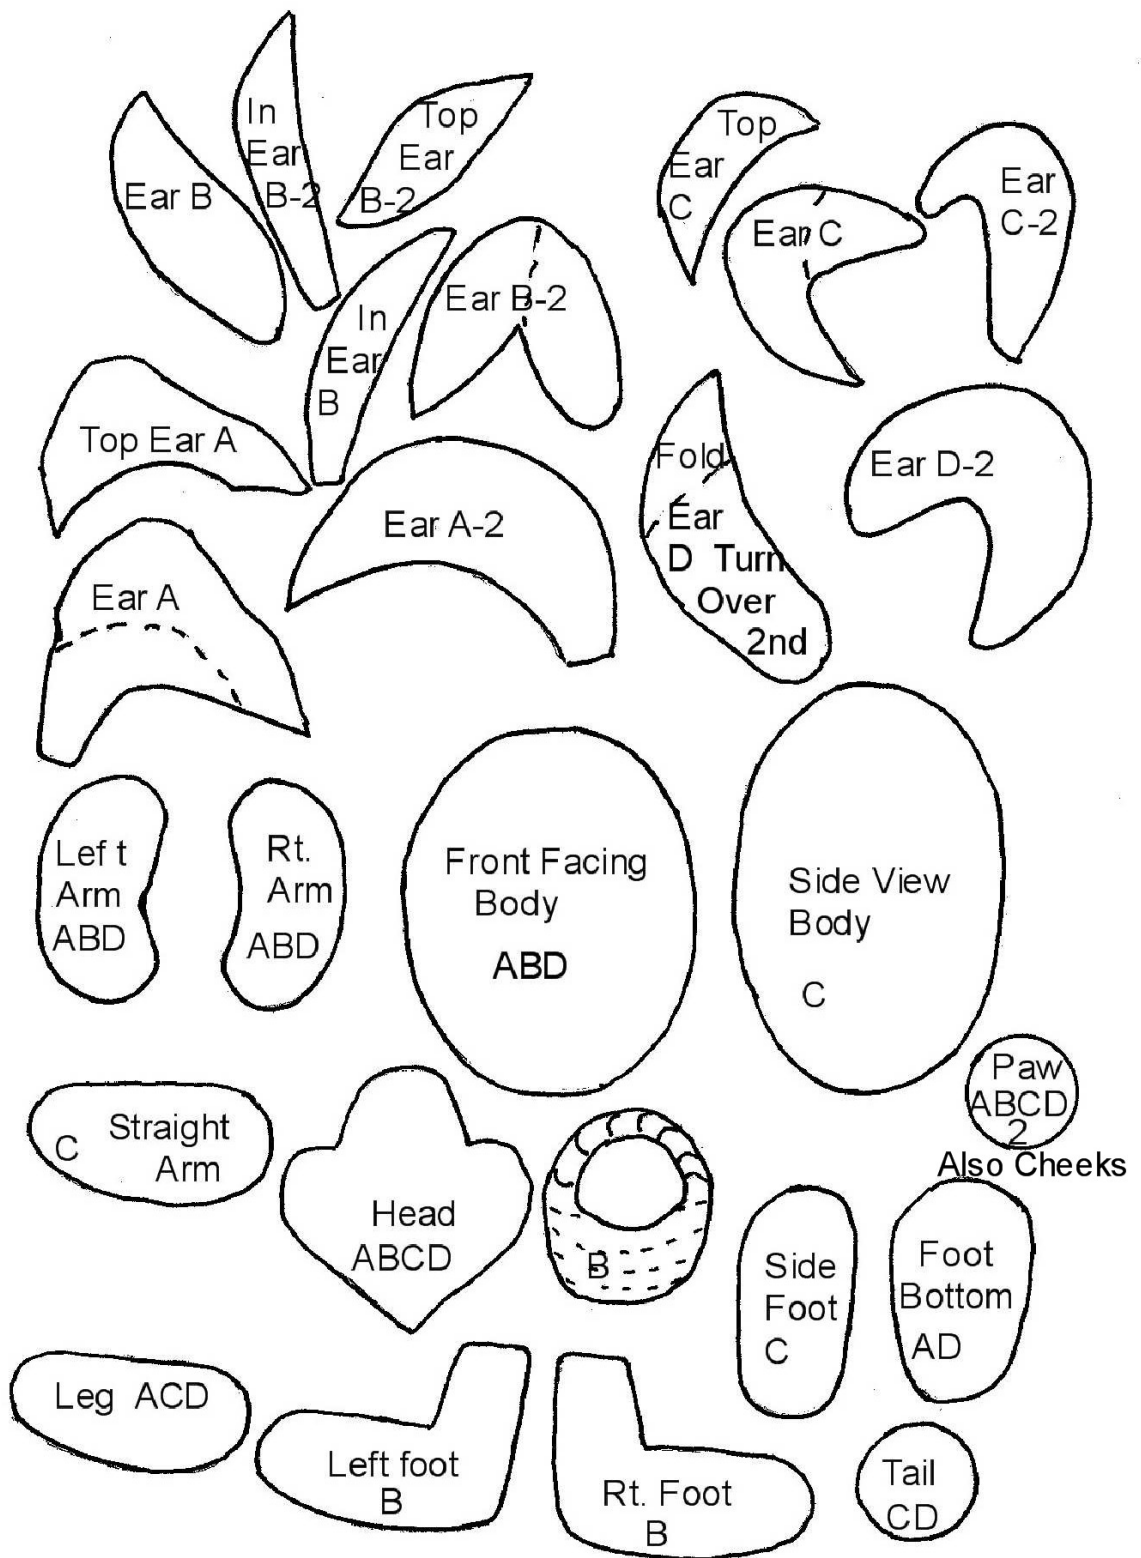 In
Ear
B-2
Top
Ear
B-2
Ear B
Top
Ear
C
Ear C
Ear
C-2
In
Ear
B
Ear B-2
Top Ear A
Ear A-2
Fold
Ear
D Turn
Over
2nd
Ear D-2
Ear A
Left
Arm
ABD
Rt.
Arm
ABD
Front Facing
Body
ABD
Side View
Body
C
Paw
ABCD
2
Also Cheeks
Straight
C Arm
Head
ABCD
B
Side
Foot
C
Foot
Bottom
AD
Leg ACD
Left foot
B
Rt. Foot
B
Tail
CD